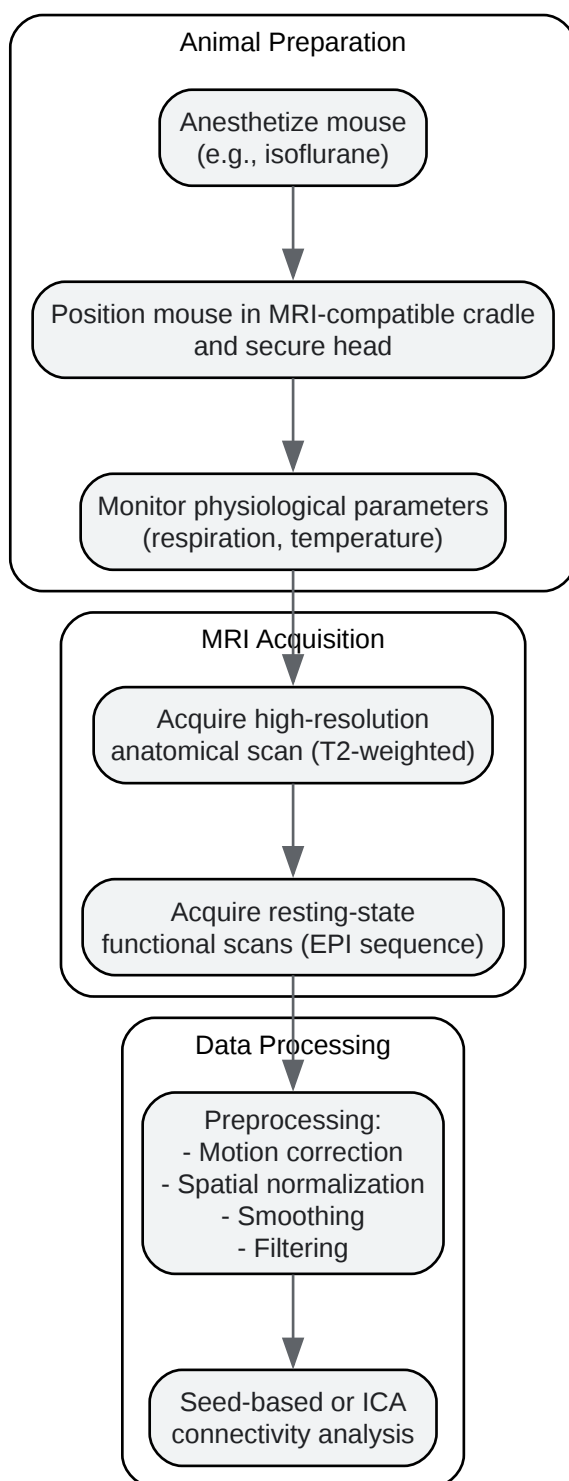 Animal Preparation
Anesthetize mouse
(e.g., isoflurane)
Position mouse in MRI-compatible cradle
and secure head
Monitor physiological parameters
(respiration, temperature)
MRI Acquisition
Acquire high-resolution
anatomical scan (T2-weighted)
Acquire resting-state
functional scans (EPI sequence)
Data Processing
Preprocessing:
- Motion correction
- Spatial normalization
- Smoothing
- Filtering
Seed-based or ICA
connectivity analysis